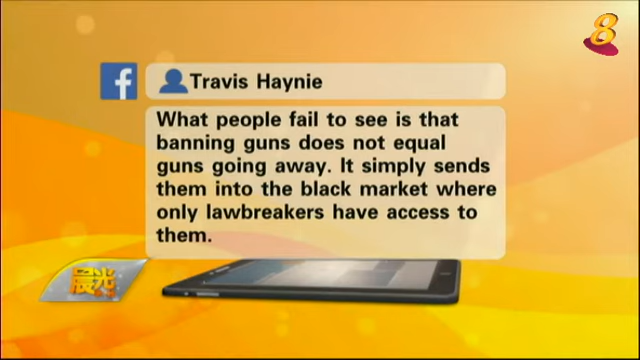 8
f
Travis Haynie
What people fail to see is that
banning guns does not equal
guns going away. It simply sends
them into the black market where
only lawbreakers have access to
them.
晨光